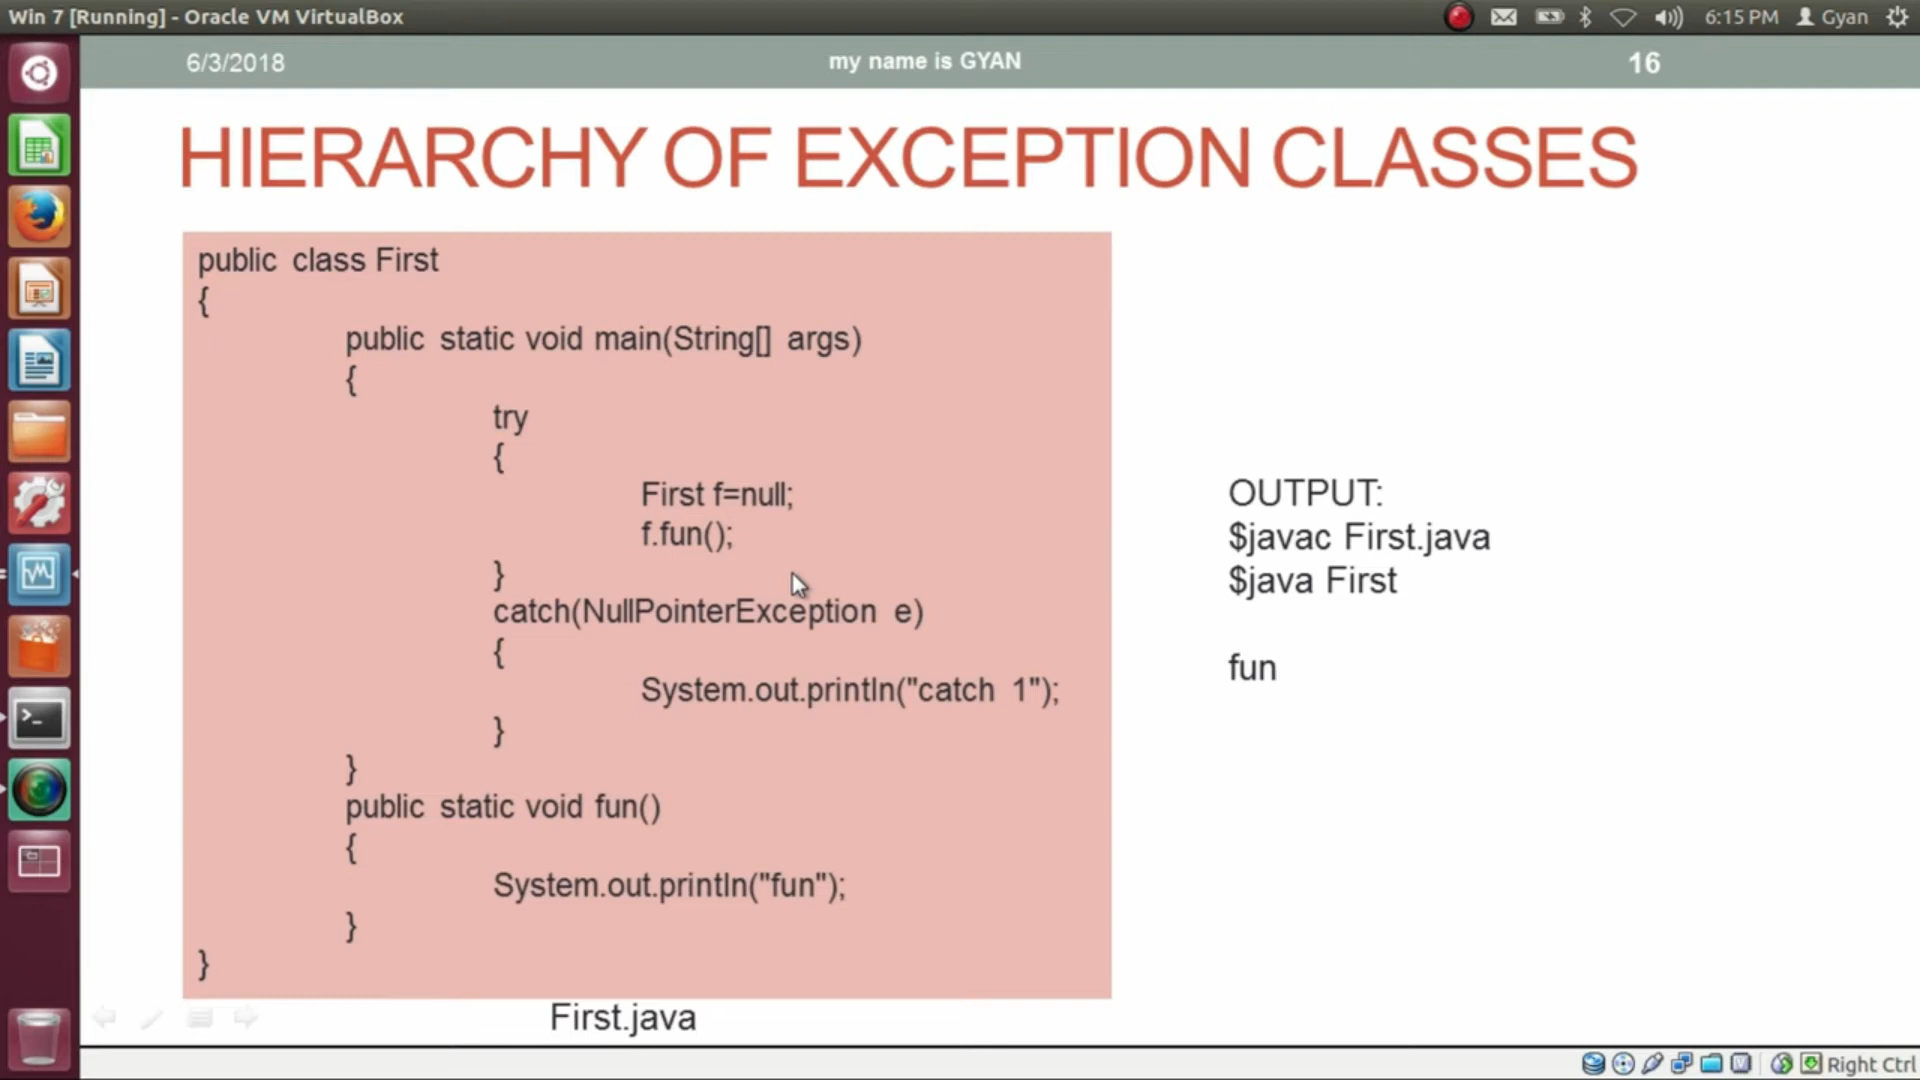 Win 7 [Running] - Oracle VM VirtualBox
6:15 PM Gyan
6/3/2018
my name is GYAN
16
HIERARCHY OF EXCEPTION CLASSES
public class First
{
public static void main(String[] args)
{
try
{
First f=null;
f.fun();
}
catch(NullPointerException e)
{
System.out.println("catch 1");
}
}
public static void fun()
{
System.out.println("fun");
}
}
First.java
OUTPUT:
$javac First.java
$java First
fun
Right Ctrl